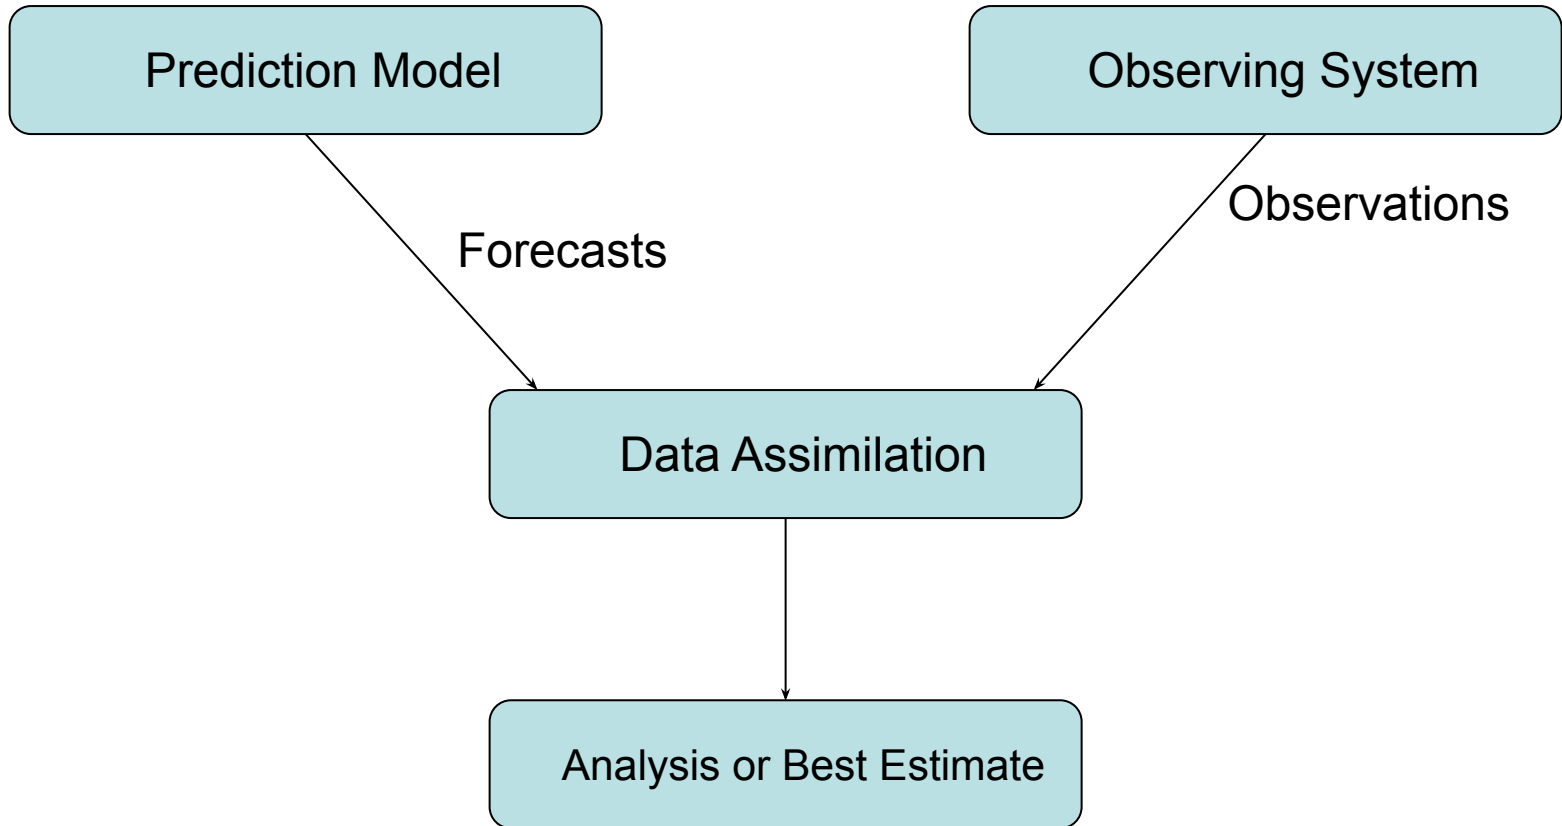 Prediction Model
Observing System
Observations
Forecasts
Data Assimilation
Analysis or Best Estimate